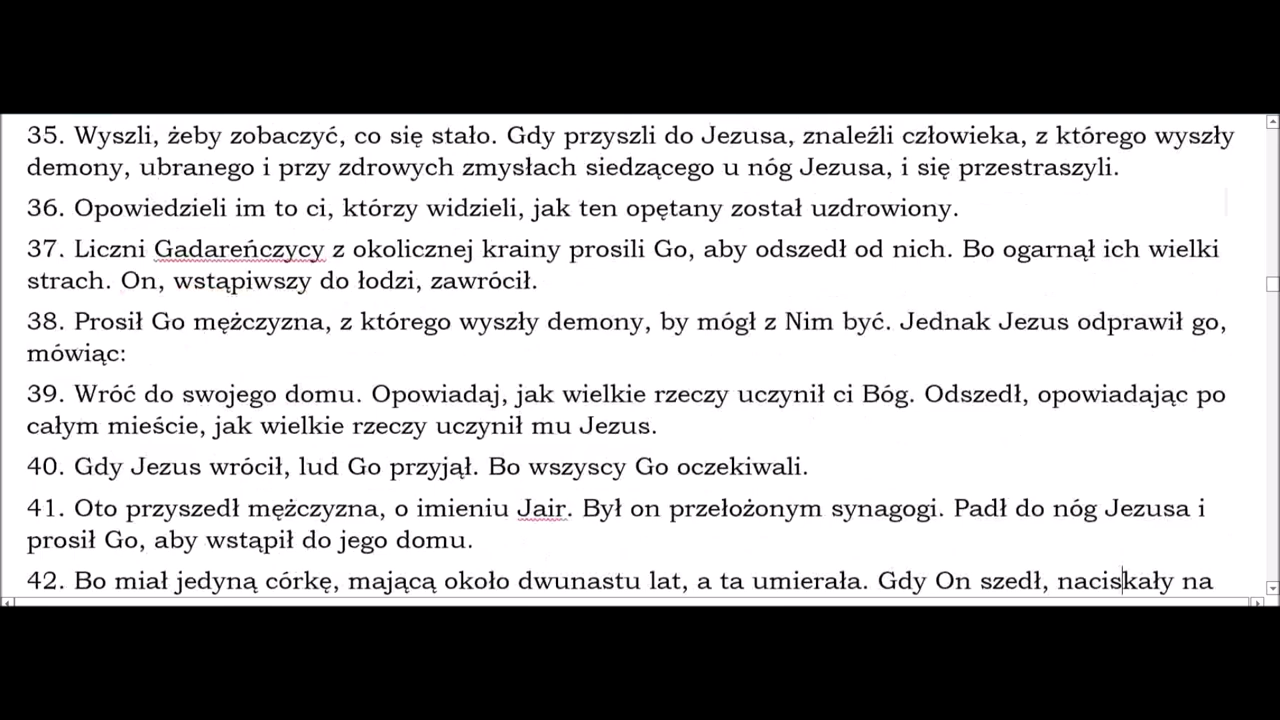 35. Wyszli, żeby zobaczyć, co się stało. Gdy przyszli do Jezusa, znaleźli człowieka, z którego wyszły
demony, ubranego i przy zdrowych zmysłach siedzącego u nóg Jezusa, i się przestraszyli.
36. Opowiedzieli im to ci, którzy widzieli, jak ten opętany został uzdrowiony.
37. Liczni Gadareńczycy z okolicznej krainy prosili Go, aby odszedł od nich. Bo ogarnął ich wielki
strach. On, wstąpiwszy do łodzi, zawrócił.
38. Prosił Go mężczyzna, z którego wyszły demony, by mógł z Nim być. Jednak Jezus odprawił go,
mówiąc:
39. Wróć do swojego domu. Opowiadaj, jak wielkie rzeczy uczynił ci Bóg. Odszedł, opowiadając po
całym mieście, jak wielkie rzeczy uczynił mu Jezus.
40. Gdy Jezus wrócił, lud Go przyjął. Bo wszyscy Go oczekiwali.
41. Oto przyszedł mężczyzna, o imieniu Jair. Był on przełożonym synagogi. Padł do nóg Jezusa i
prosił Go, aby wstąpił do jego domu.
42. Bo miał jedyną córkę, mającą około dwunastu lat, a ta umierała. Gdy On szedł, naciskały na